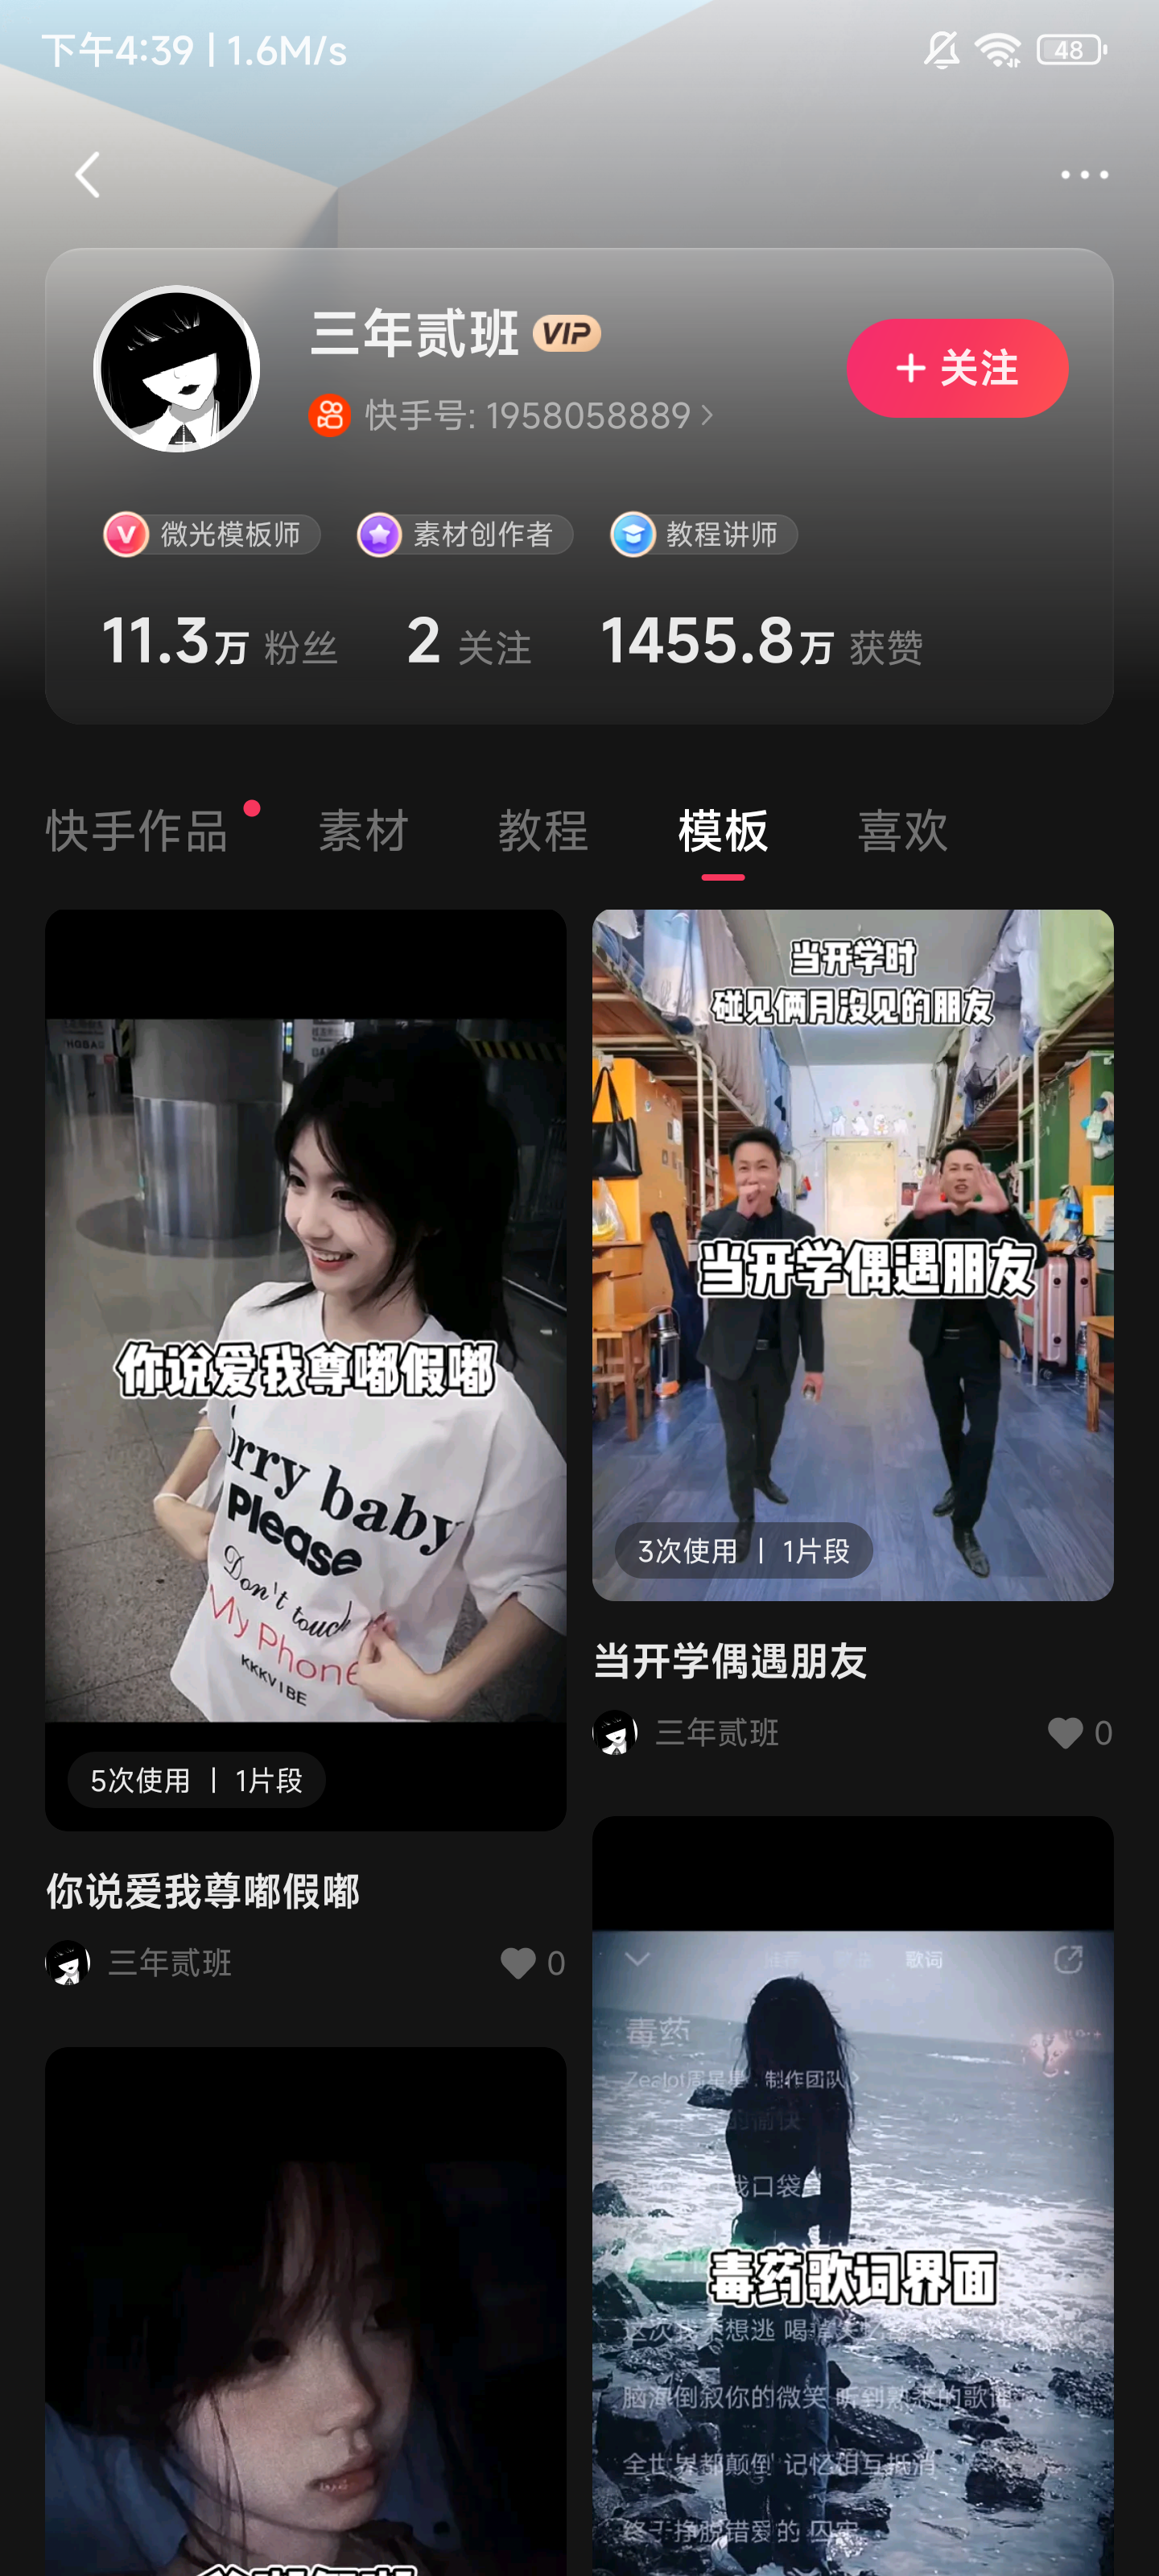 下午4:39 | 1.6M/s
48
三年贰班 VIP
快手号: 1958058889
+ 关注
V 微光模板师 素材创作者 教程讲师
11.3万 粉丝 2 关注 1455.8万 获赞
快手作品 素材 教程 模板 喜欢
你说爱我尊嘟假嘟
orry baby
Please
Don't touch
My Phone
KKKVIBE
5次使用 | 1片段
你说爱我尊嘟假嘟
三年贰班 0
当开学时
碰见俩月没见的朋友
当开学偶遇朋友
3次使用 | 1片段
当开学偶遇朋友
三年贰班 0
推荐 歌词
毒药
Zealot周星星 制作团队
的愉快
我口袋
毒药歌词界面
这次我不想逃 喝掉
脑海倒叙你的微笑 听到熟悉的歌谣
全世界都颠倒 记忆相互抵消
终于挣脱错爱的 囚牢